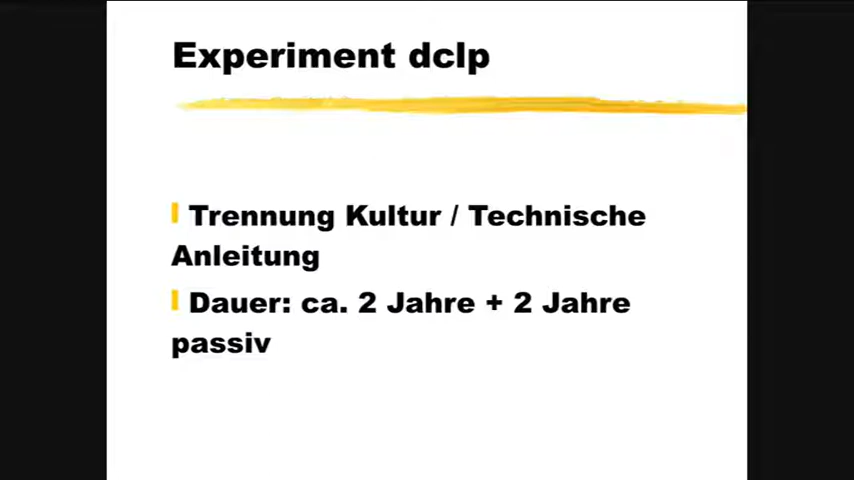 Experiment dclp
Trennung Kultur / Technische
Anleitung
Dauer: ca. 2 Jahre + 2 Jahre
passiv